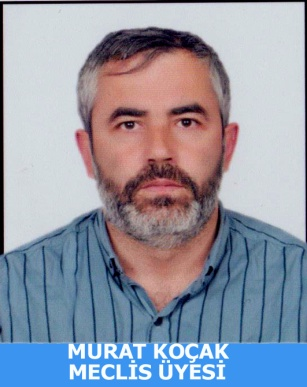 MURAT KOÇAK
MECLİS ÜYESİ